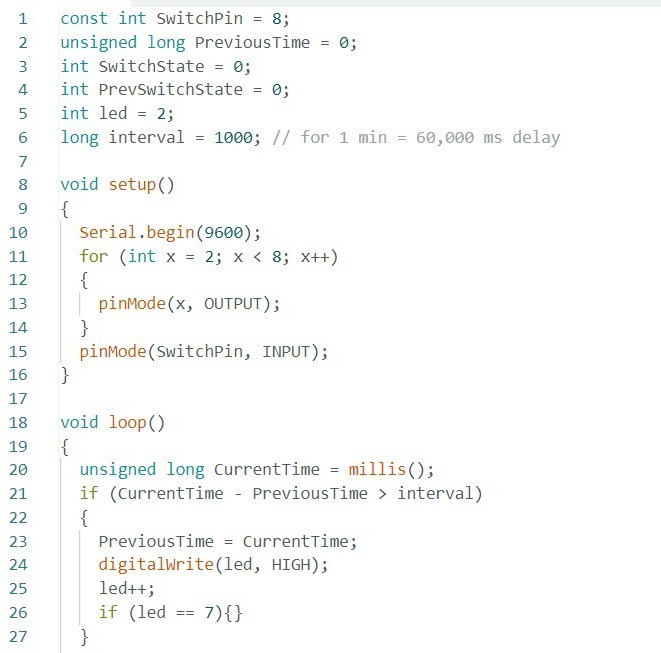 1 const int SwitchPin = 8;
2 unsigned long PreviousTime = 0;
3 int SwitchState = 0;
4 int PrevSwitchState = 0;
5 int led = 2;
6 long interval = 1000; // for 1 min = 60,000 ms delay
7
8 void setup()
9 {
10 Serial.begin(9600);
11 for (int x = 2; x < 8; x++)
12 {
13 pinMode(x, OUTPUT);
14 }
15 pinMode(SwitchPin, INPUT);
16 }
17
18 void loop()
19 {
20 unsigned long CurrentTime = millis();
21 if (CurrentTime - PreviousTime > interval)
22 {
23 PreviousTime = CurrentTime;
24 digitalWrite(led, HIGH);
25 led++;
26 if (led == 7){}
27 }